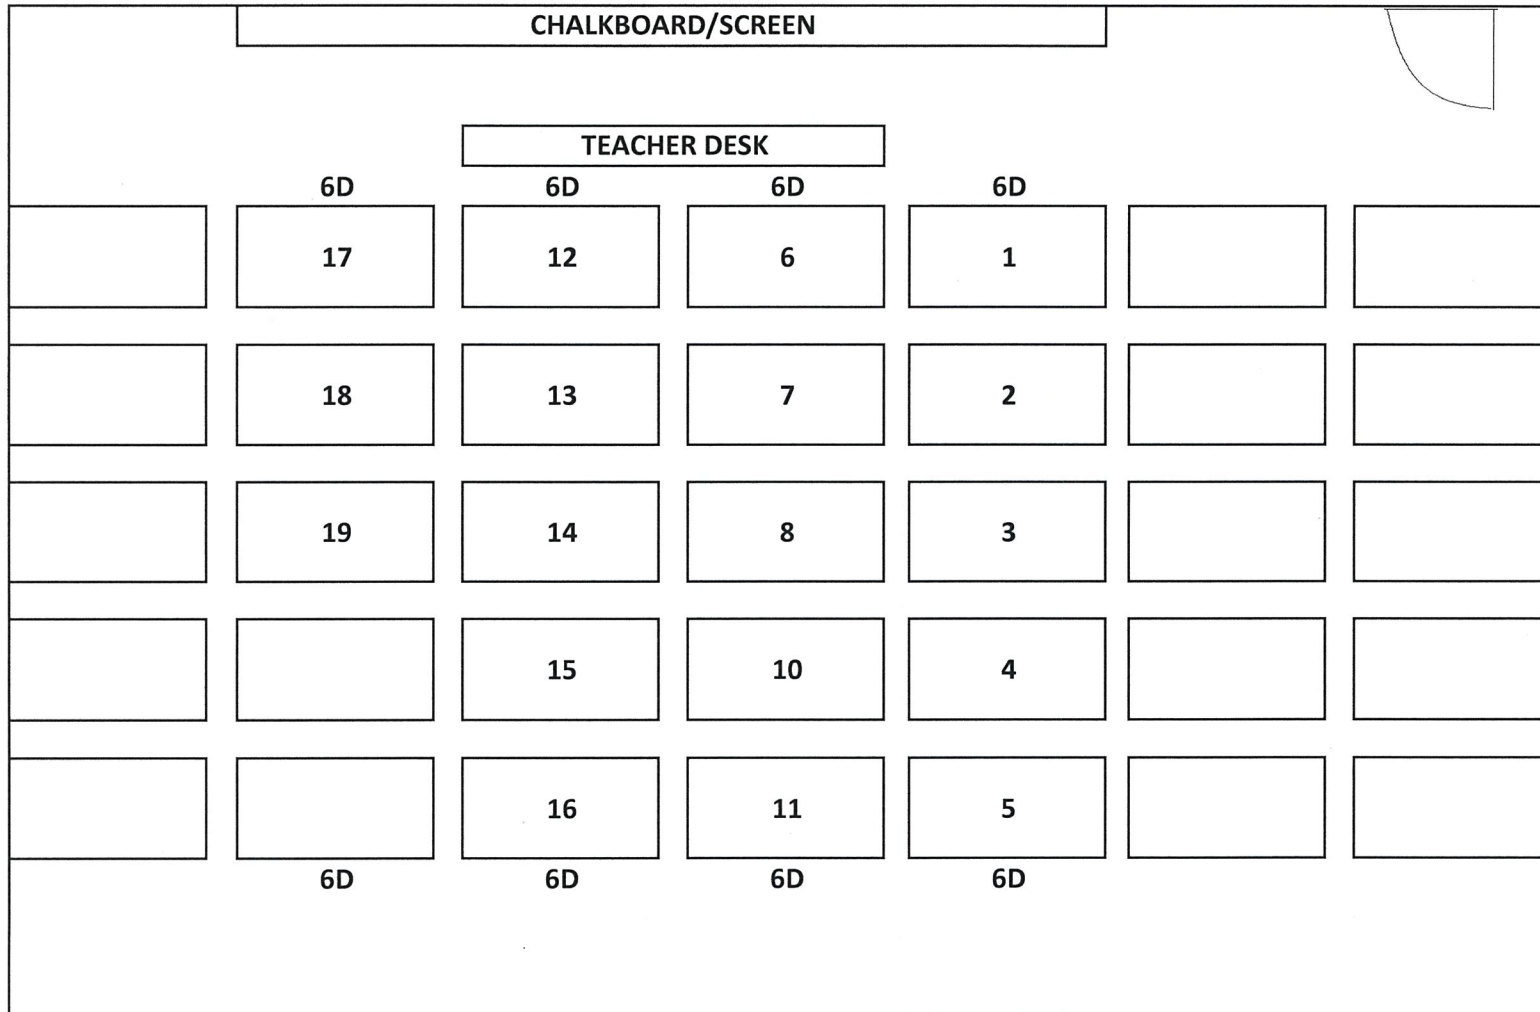 CHALKBOARD/SCREEN
TEACHER DESK
6D 6D 6D 6D
17 12 6 1
18 13 7 2
19 14 8 3
15 10 4
16 11 5
6D 6D 6D 6D